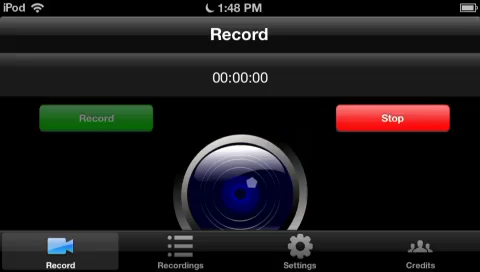 iPod 1:48 PM
Record
00:00:00
Record Stop
Record Recordings Settings Credits